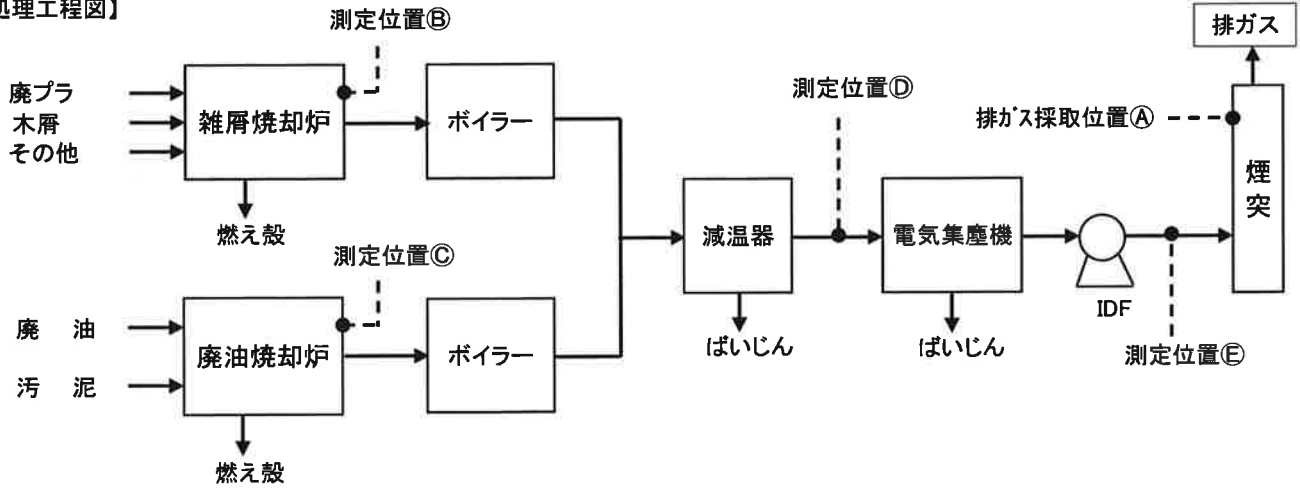 処理工程図】
測定位置Ⓑ
廃プラ
木屑
その他
雑屑焼却炉
ボイラー
燃え殻
測定位置Ⓒ
廃　油
汚　泥
廃油焼却炉
ボイラー
燃え殻
減温器
ばいじん
測定位置Ⓓ
電気集塵機
ばいじん
IDF
測定位置Ⓔ
排ガス採取位置Ⓐ
煙突
排ガス